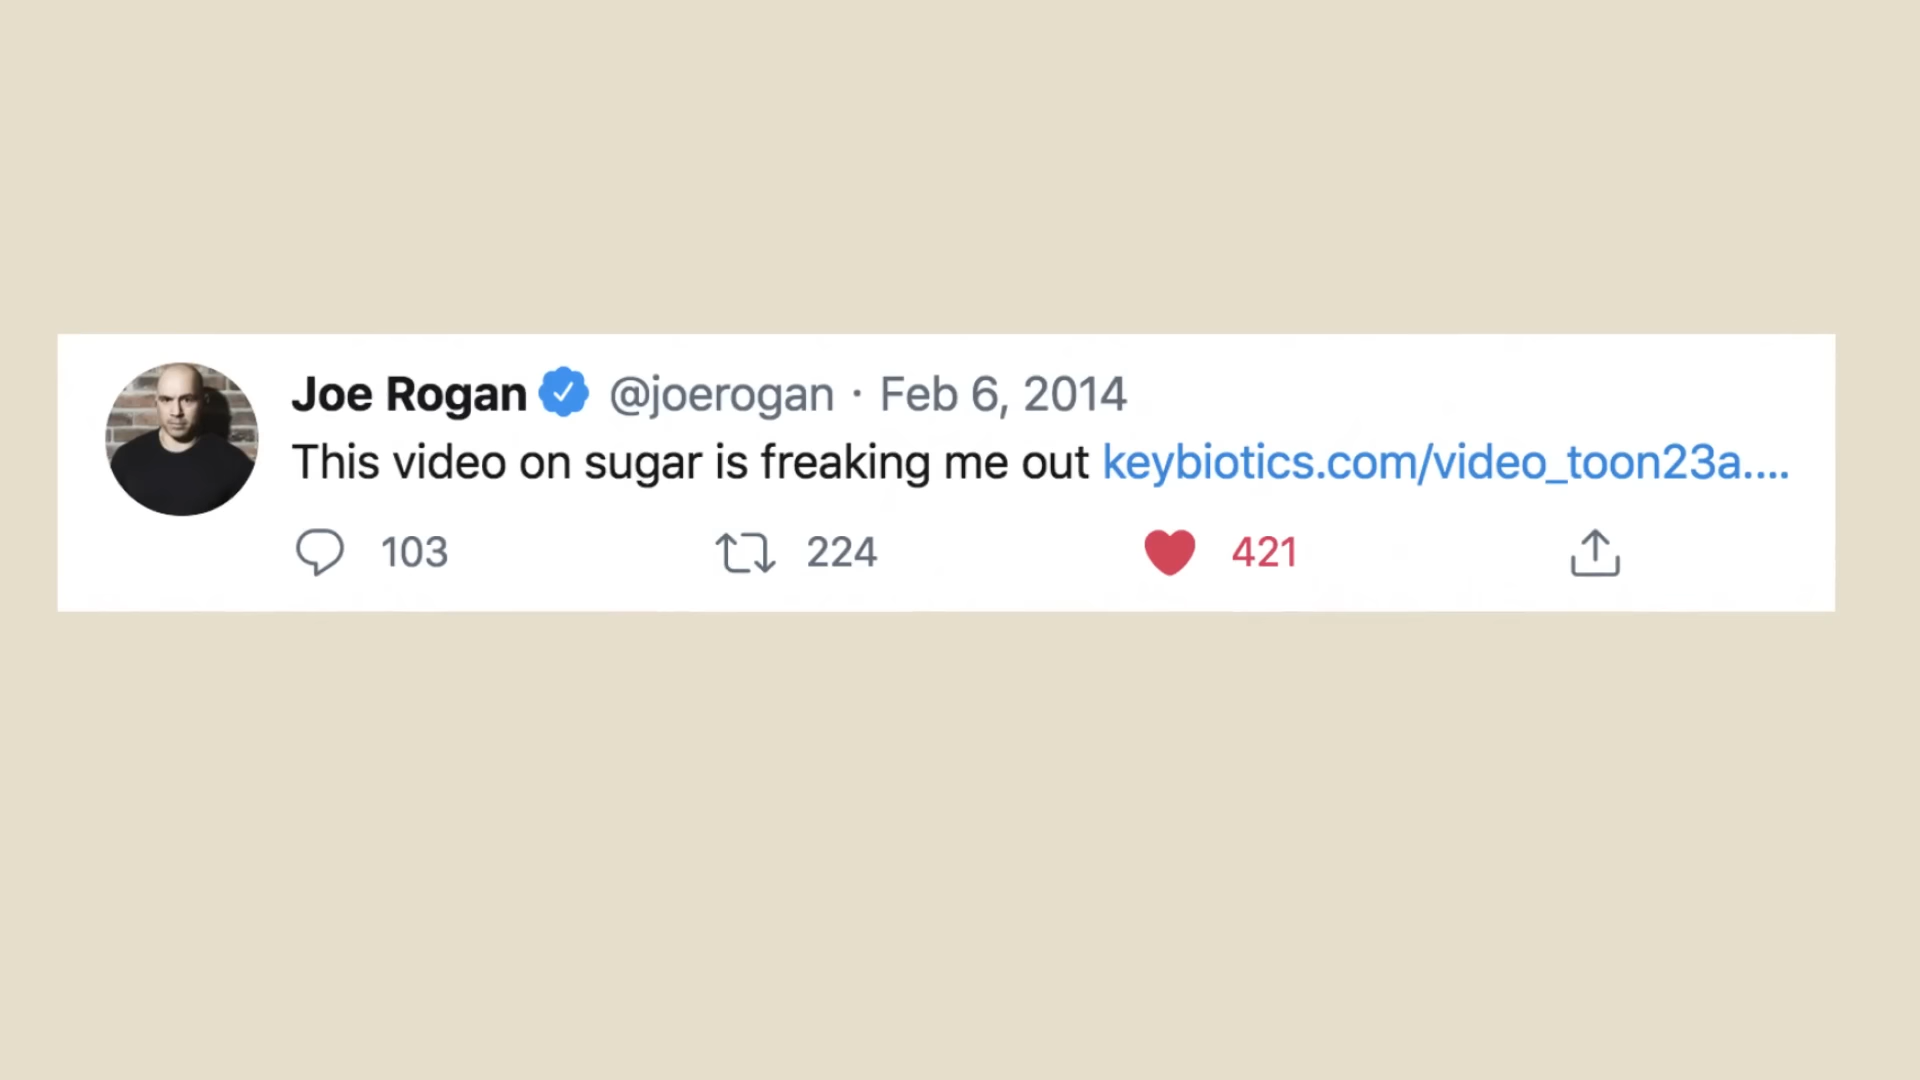 Joe Rogan @joerogan · Feb 6, 2014
This video on sugar is freaking me out keybiotics.com/video_toon23a....
103 224 421